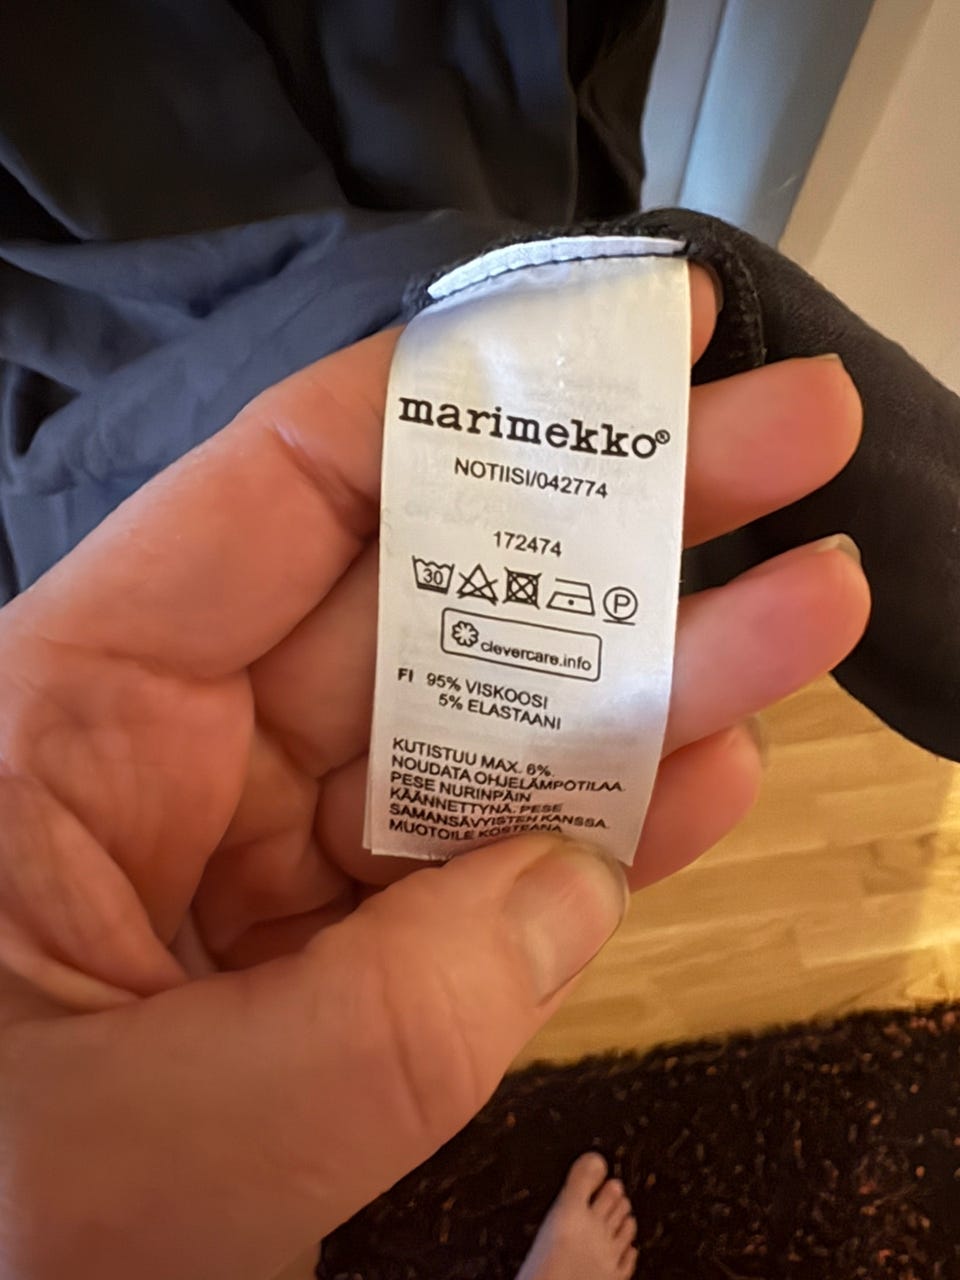 marimekko®
NOTIISI/042774
172474
30
P
clevercare.info
FI 95% VISKOOSI
5% ELASTAANI
KUTISTUU MAX. 6%.
NOUDATA OHJELÄMPÖTILAA.
PESE NURINPÄIN
KÄÄNNETTYNÄ. PESE
SAMANSÄVYISTEN KANSSA.
MUOTOILE KOSTEANA